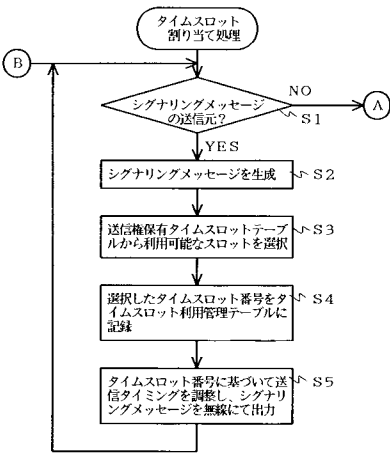 タイムスロット
割り当て処理
B
シグナリングメッセージ
の送信元?
NO
A
S1
YES
シグナリングメッセージを生成
S2
送信権保有タイムスロットテーブ
ルから利用可能なスロットを選択
S3
選択したタイムスロット番号をタ
イムスロット利用管理テーブルに
記録
S4
タイムスロット番号に基づいて送
信タイミングを調整し、シグナリ
ングメッセージを無線にて出力
S5